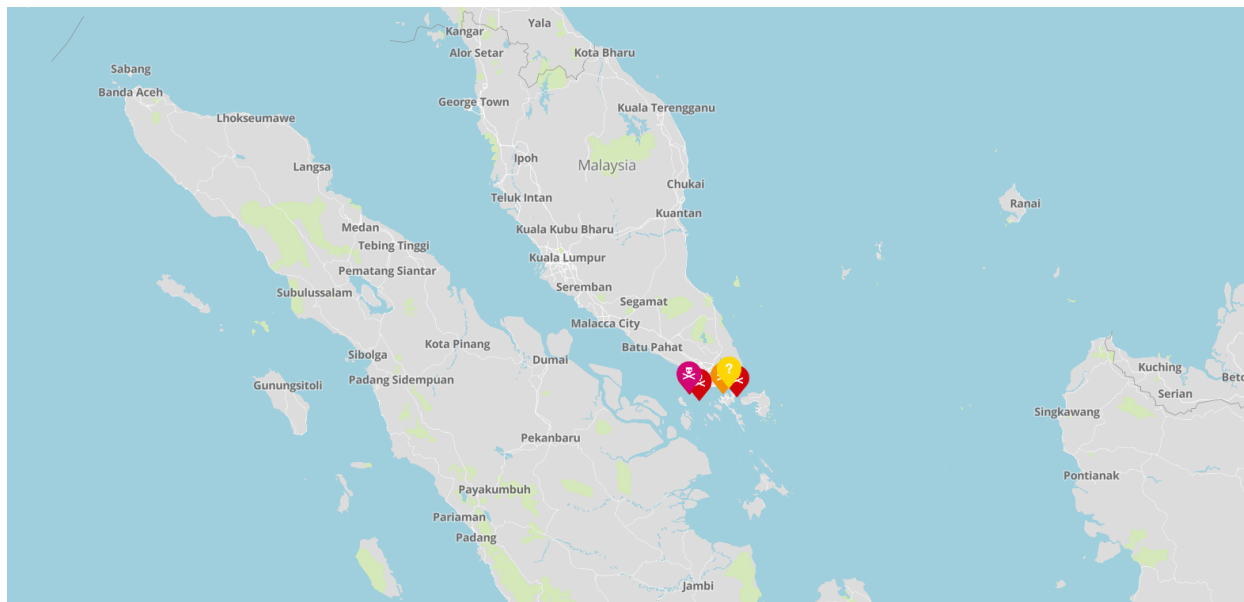 Yala
Kangar
Alor Setar
Kota Bharu
Sabang
Banda Aceh
George Town
Kuala Terengganu
Lhokseumawe
Ipoh
Malaysia
Langsa
Chukai
Teluk Intan
Ranai
Kuantan
Medan
Kuala Kubu Bharu
Tebing Tinggi
Kuala Lumpur
Pematang Siantar
Seremban
Subulussalam
Segamat
Malacca City
Kota Pinang
Batu Pahat
Sibolga
Dumai
Kuching
?
Padang Sidempuan
Gunungsitoli
Beto
Serian
Singkawang
Pekanbaru
Pontianak
Payakumbuh
Pariaman
Padang
Jambi